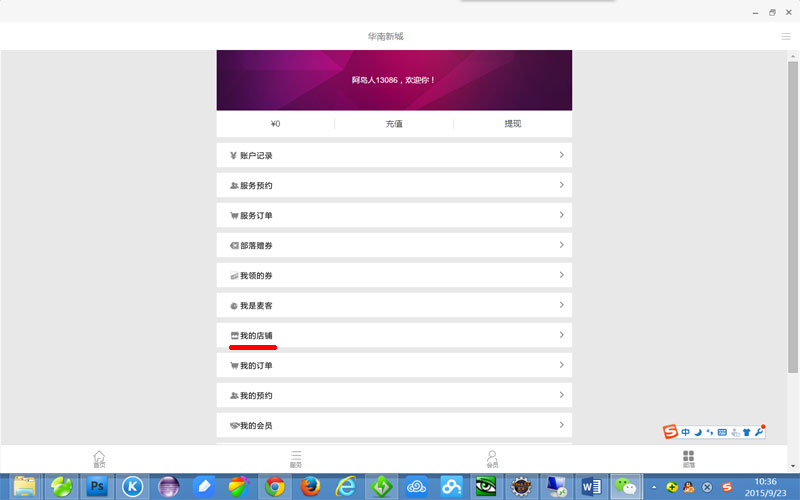 华南新城
阿鸟人13086，欢迎你！
¥0
充值
提现
账户记录
服务预约
服务订单
部落赠券
我领的券
我是麦客
我的店铺
我的订单
我的预约
我的会员
首页
服务
会员
部落
中
Ps
K
10:36
2015/9/23